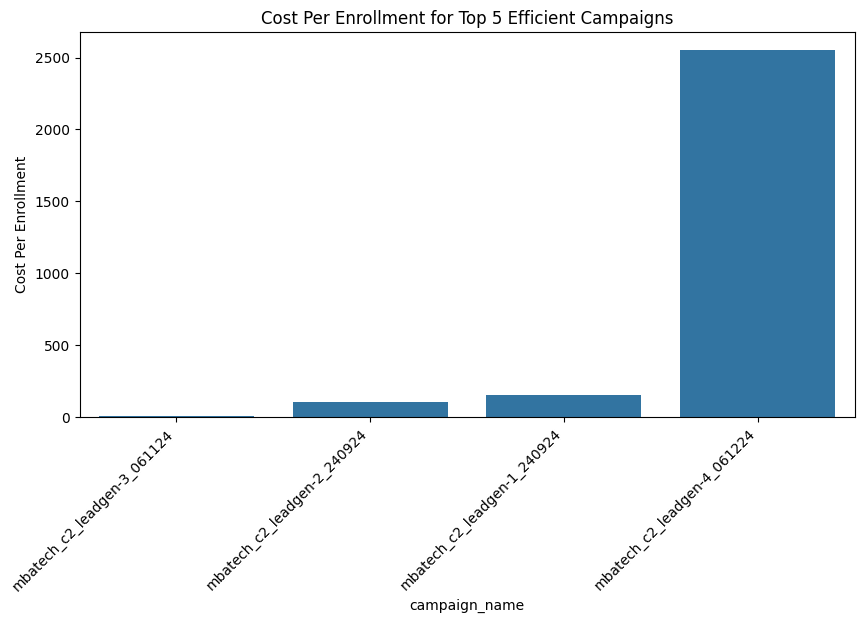 Cost Per Enrollment for Top 5 Efficient Campaigns
Cost Per Enrollment
2500
2000
1500
1000
500
0
mbatech_c2_leadgen-3_061124
mbatech_c2_leadgen-2_240924
mbatech_c2_leadgen-1_240924
mbatech_c2_leadgen-4_061224
campaign_name